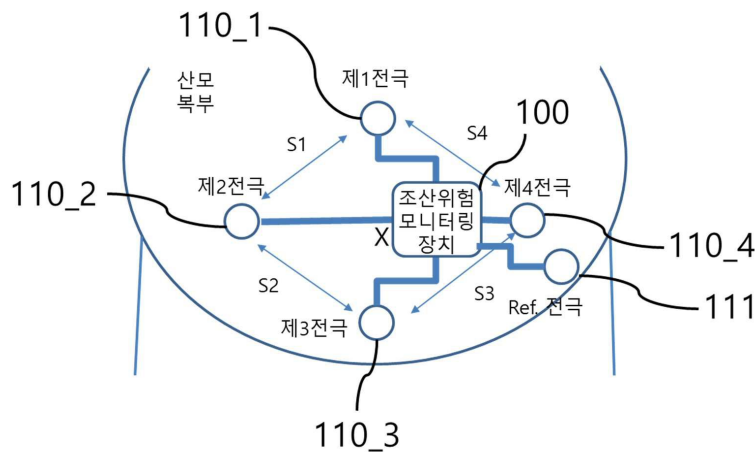 110_1
산모
복부
제1전극
S1
S4
100
제2전극
110_2
조산위험
모니터링
장치
X
제4전극
110_4
S2
S3
제3전극
Ref. 전극
111
110_3